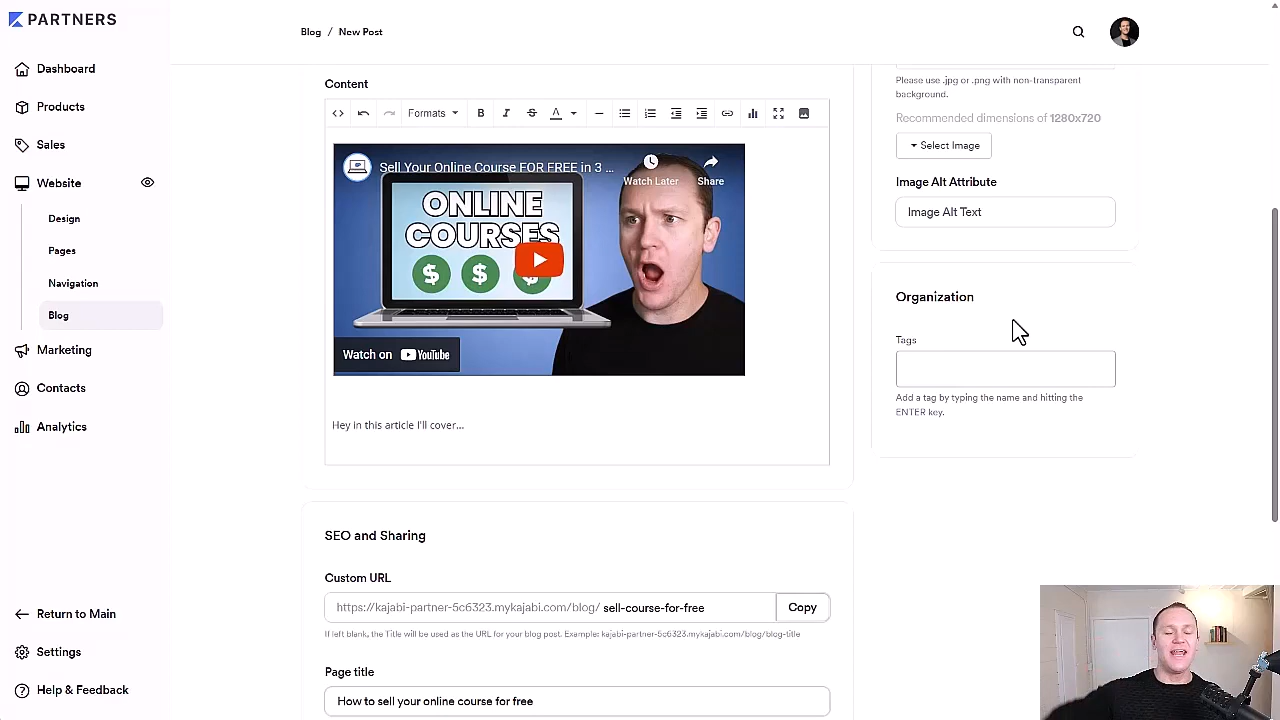 PARTNERS
Blog / New Post
Dashboard
Products
Sales
Website
Design
Pages
Navigation
Blog
Marketing
Contacts
Analytics
Return to Main
Settings
Help & Feedback
Content
Formats
B
I
S
A
Sell Your Online Course FOR FREE in 3 ...
Watch Later
Share
ONLINE
COURSES
$ $ $
Watch on YouTube
Hey in this article I'll cover...
SEO and Sharing
Custom URL
https://kajabi-partner-5c6323.mykajabi.com/blog/ sell-course-for-free
Copy
If left blank, the Title will be used as the URL for your blog post. Example: kajabi-partner-5c6323.mykajabi.com/blog/blog-title
Page title
How to sell your online course for free
Please use .jpg or .png with non-transparent
background.
Recommended dimensions of 1280x720
Select Image
Image Alt Attribute
Image Alt Text
Organization
Tags
Add a tag by typing the name and hitting the
ENTER key.